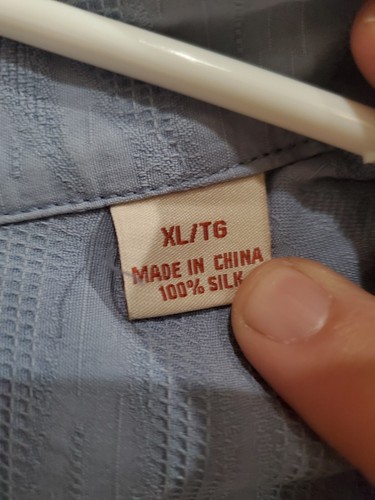 XL/TG
MADE IN CHINA
100% SILK